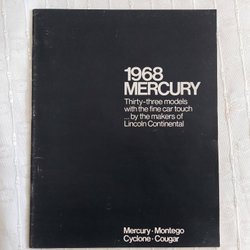 1968
MERCURY
Thirty-three models
with the fine car touch
...by the makers of
Lincoln Continental
Mercury · Montego
Cyclone · Cougar